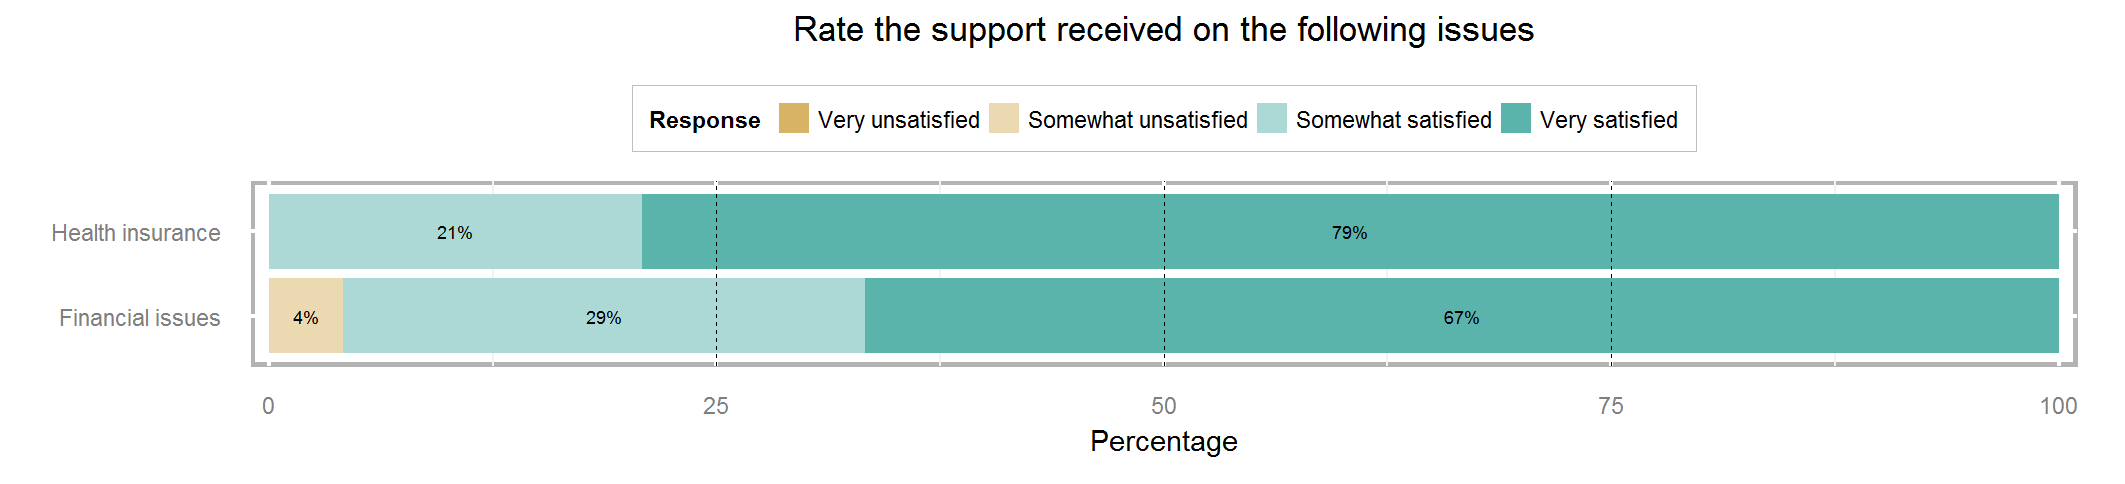 Rate the support received on the following issues
Response Very unsatisfied Somewhat unsatisfied Somewhat satisfied Very satisfied
Health insurance 21% 79%
Financial issues 4% 29% 67%
0 25 50 75 100
Percentage